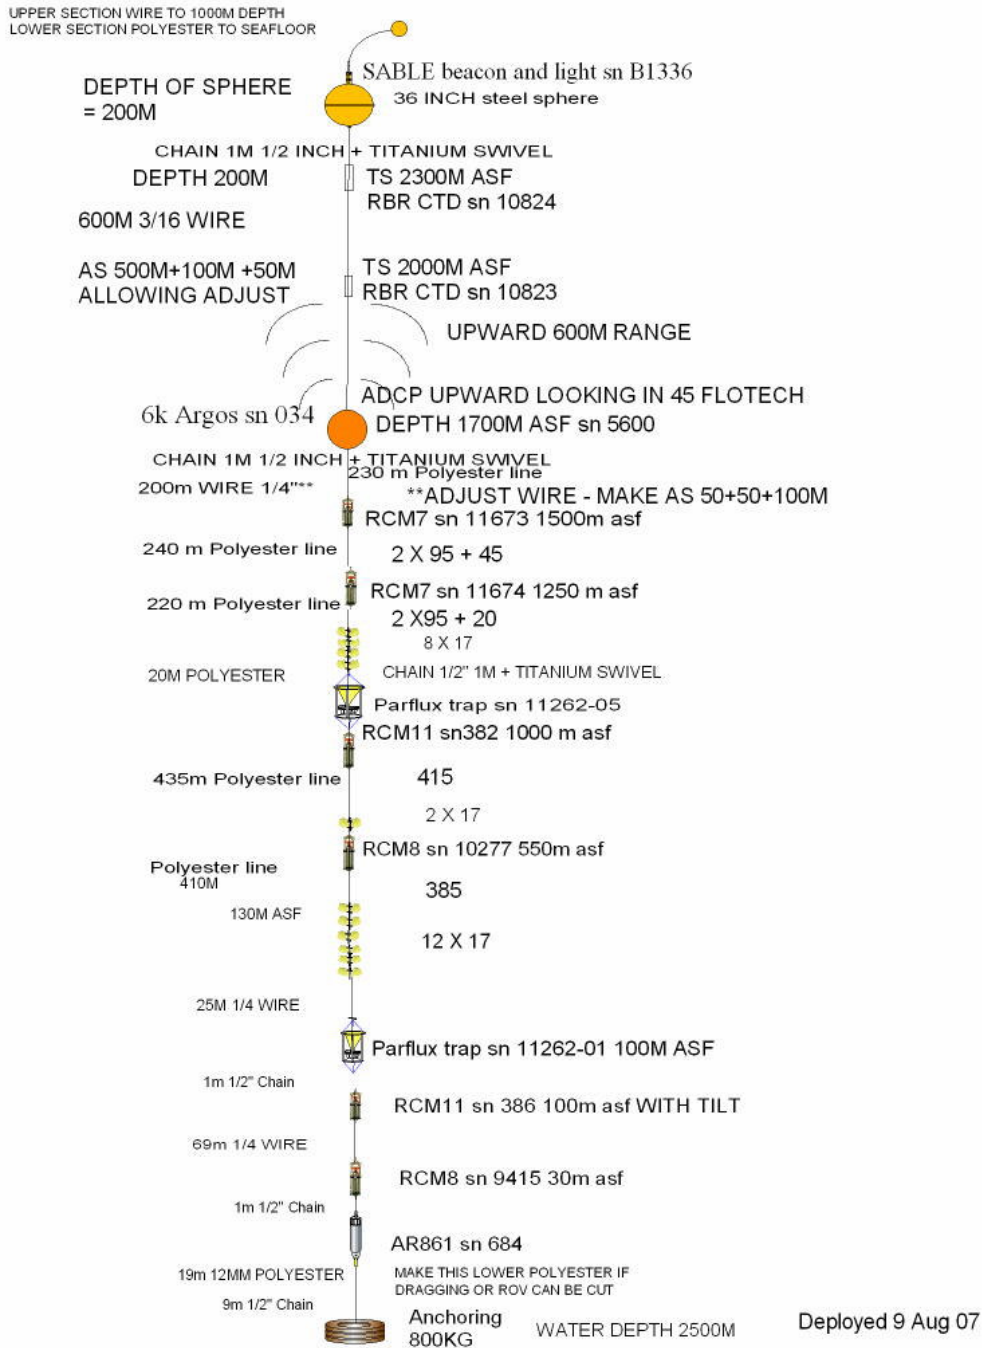 UPPER SECTION WIRE TO 1000M DEPTH
LOWER SECTION POLYESTER TO SEAFLOOR
SABLE beacon and light sn B1336
36 INCH steel sphere
DEPTH OF SPHERE
= 200M
CHAIN 1M 1/2 INCH + TITANIUM SWIVEL
DEPTH 200M
TS 2300M ASF
RBR CTD sn 10824
600M 3/16 WIRE
AS 500M+100M +50M
ALLOWING ADJUST
TS 2000M ASF
RBR CTD sn 10823
UPWARD 600M RANGE
ADCP UPWARD LOOKING IN 45 FLOTECH
6k Argos sn 034
DEPTH 1700M ASF sn 5600
CHAIN 1M 1/2 INCH + TITANIUM SWIVEL
230 m Polyester line
200m WIRE 1/4"**
**ADJUST WIRE - MAKE AS 50+50+100M
RCM7 sn 11673 1500m asf
240 m Polyester line
2 X 95 + 45
RCM7 sn 11674 1250 m asf
220 m Polyester line
2 X95 + 20
8 X 17
20M POLYESTER
CHAIN 1/2" 1M + TITANIUM SWIVEL
Parflux trap sn 11262-05
RCM11 sn382 1000 m asf
435m Polyester line
415
2 X 17
RCM8 sn 10277 550m asf
Polyester line
410M
385
130M ASF
12 X 17
25M 1/4 WIRE
Parflux trap sn 11262-01 100M ASF
1m 1/2" Chain
RCM11 sn 386 100m asf WITH TILT
69m 1/4 WIRE
RCM8 sn 9415 30m asf
1m 1/2" Chain
AR861 sn 684
19m 12MM POLYESTER
MAKE THIS LOWER POLYESTER IF
DRAGGING OR ROV CAN BE CUT
9m 1/2" Chain
Anchoring
800KG
WATER DEPTH 2500M
Deployed 9 Aug 07